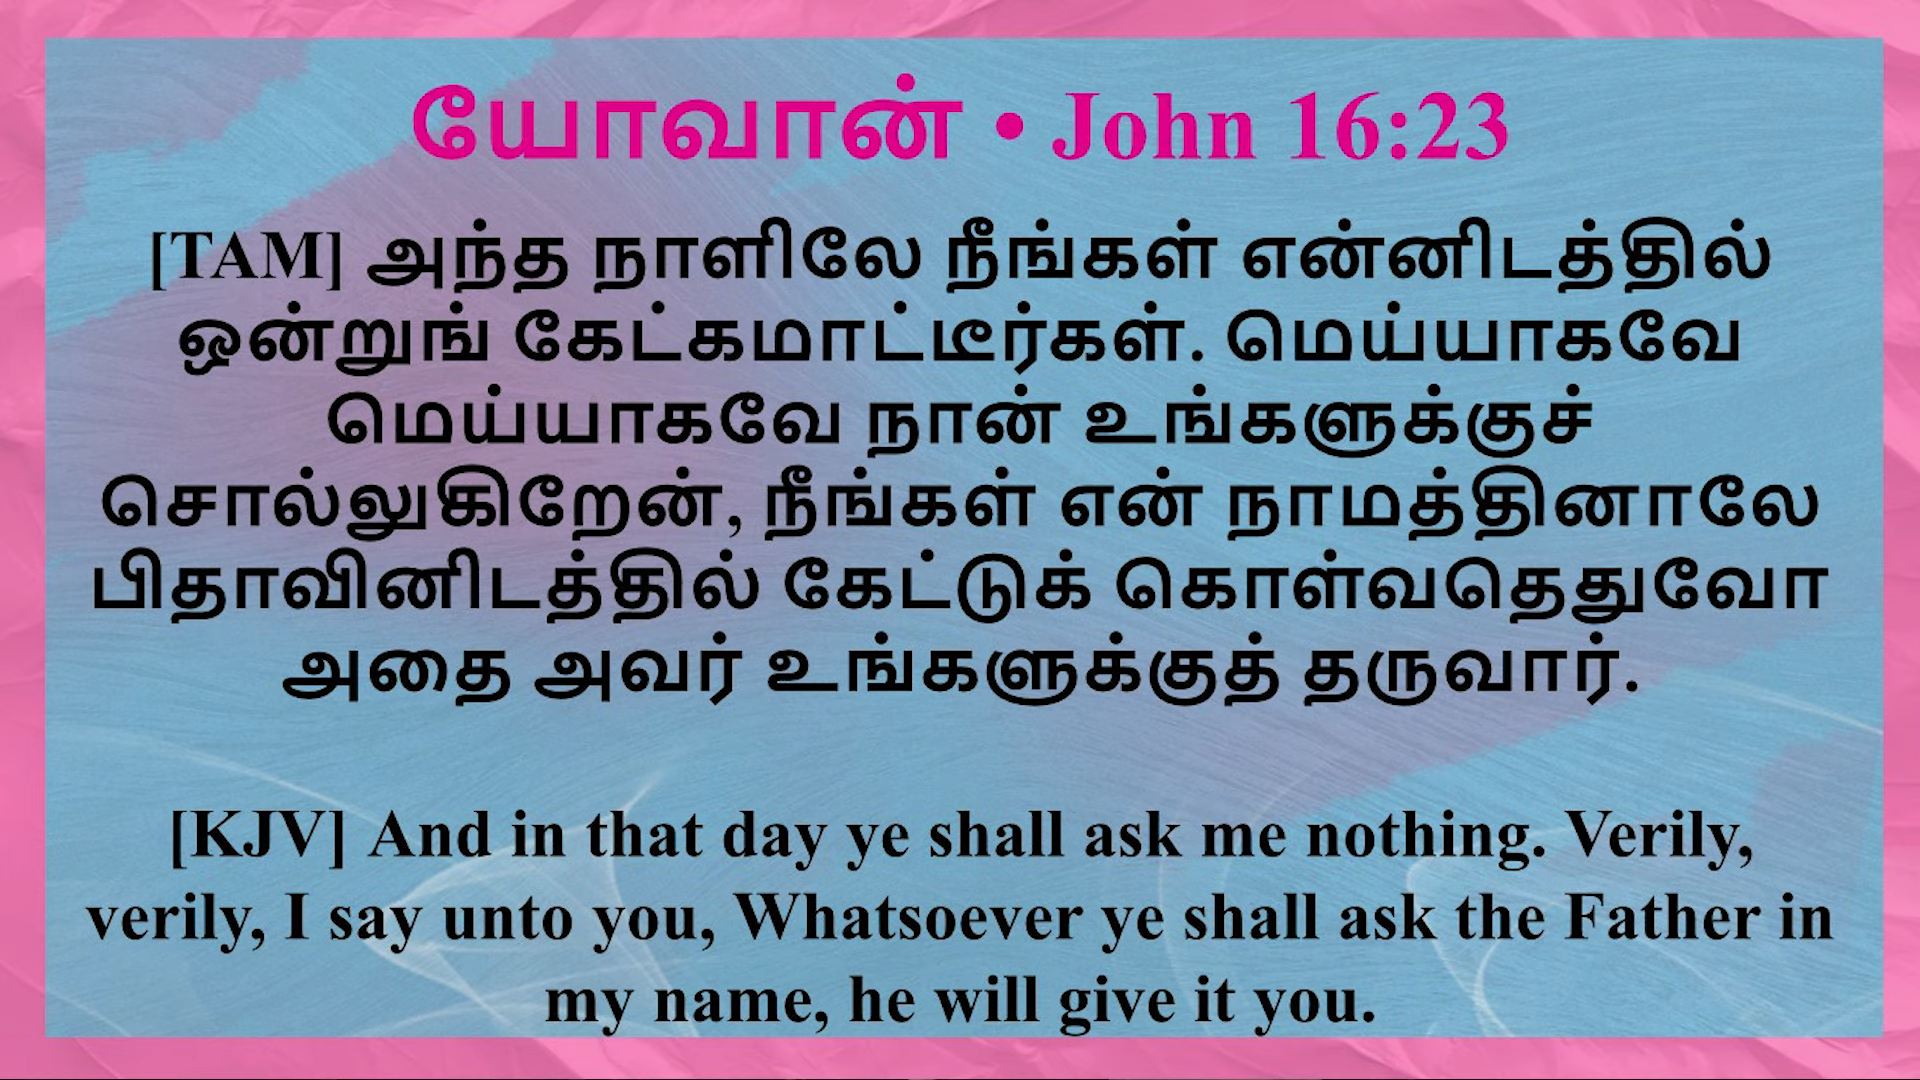 யோவான் • John 16:23
[TAM] அந்த நாளிலே நீங்கள் என்னிடத்தில்
ஒன்றுங் கேட்கமாட்டீர்கள். மெய்யாகவே
மெய்யாகவே நான் உங்களுக்குச்
சொல்லுகிறேன், நீங்கள் என் நாமத்தினாலே
பிதாவினிடத்தில் கேட்டுக் கொள்வதெதுவோ
அதை அவர் உங்களுக்குத் தருவார்.
[KJV] And in that day ye shall ask me nothing. Verily,
verily, I say unto you, Whatsoever ye shall ask the Father in
my name, he will give it you.